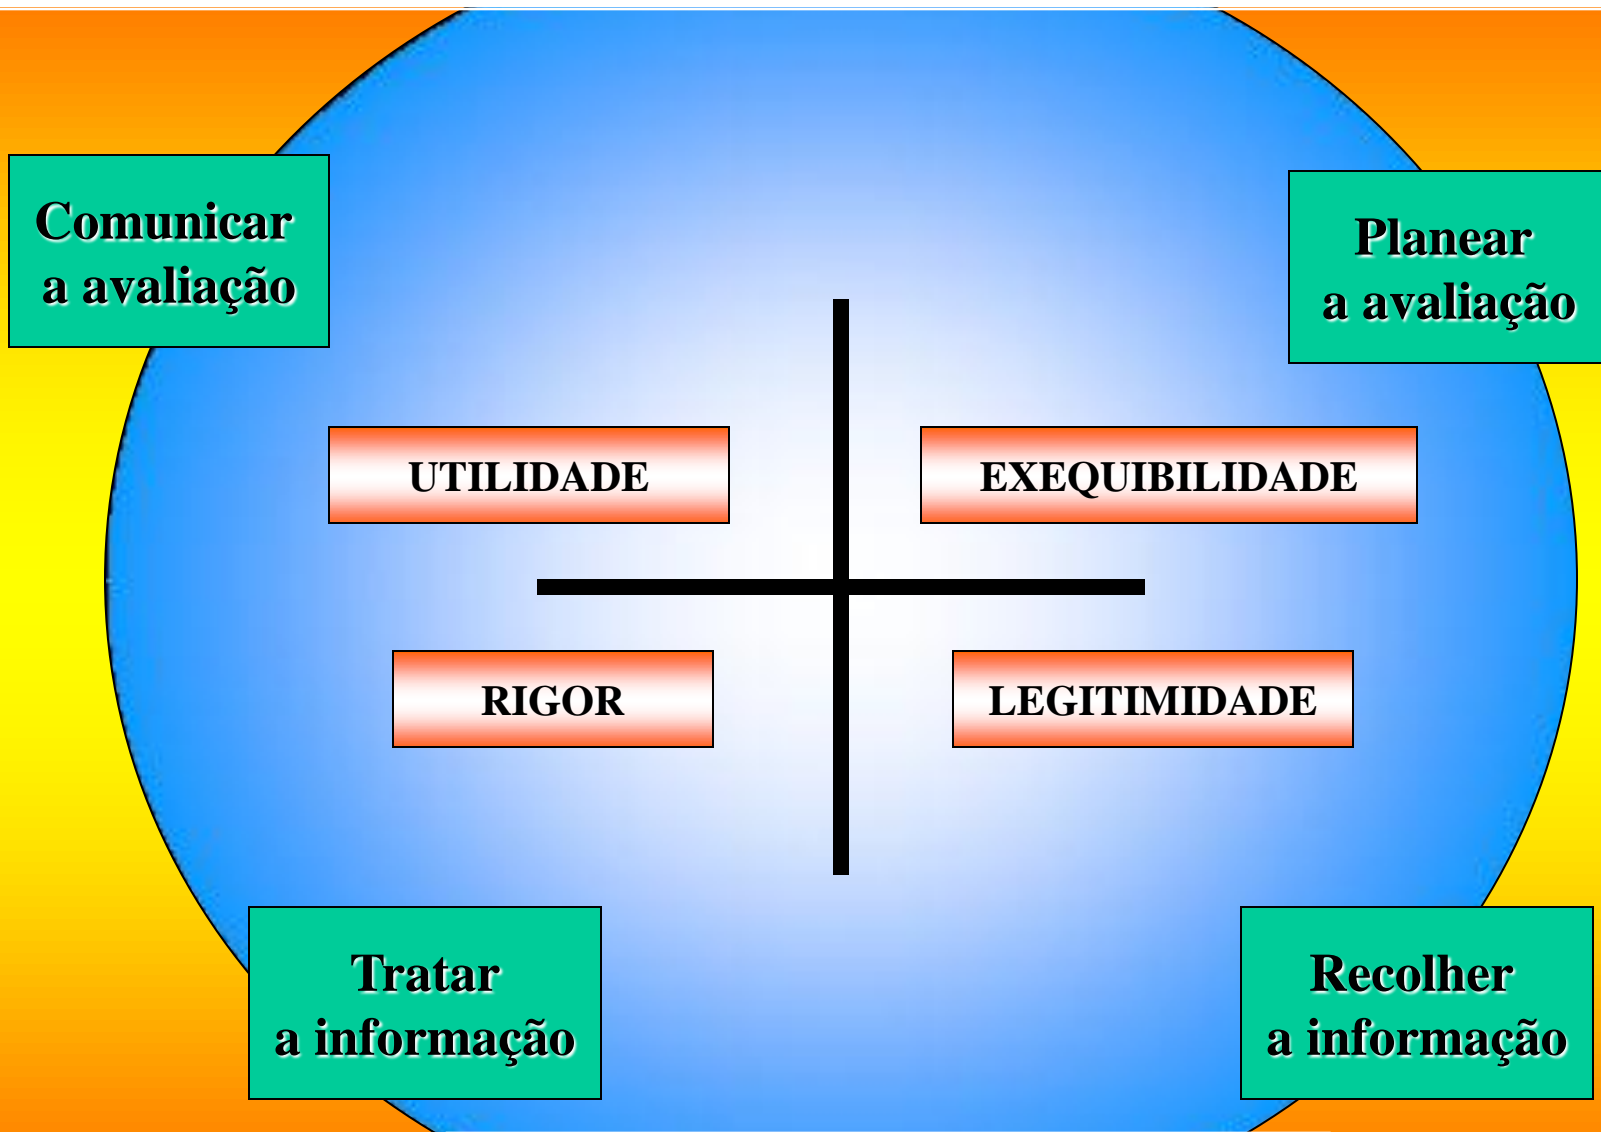 Comunicar
a avaliação
Planear
a avaliação
UTILIDADE
EXEQUIBILIDADE
RIGOR
LEGITIMIDADE
Tratar
a informação
Recolher
a informação